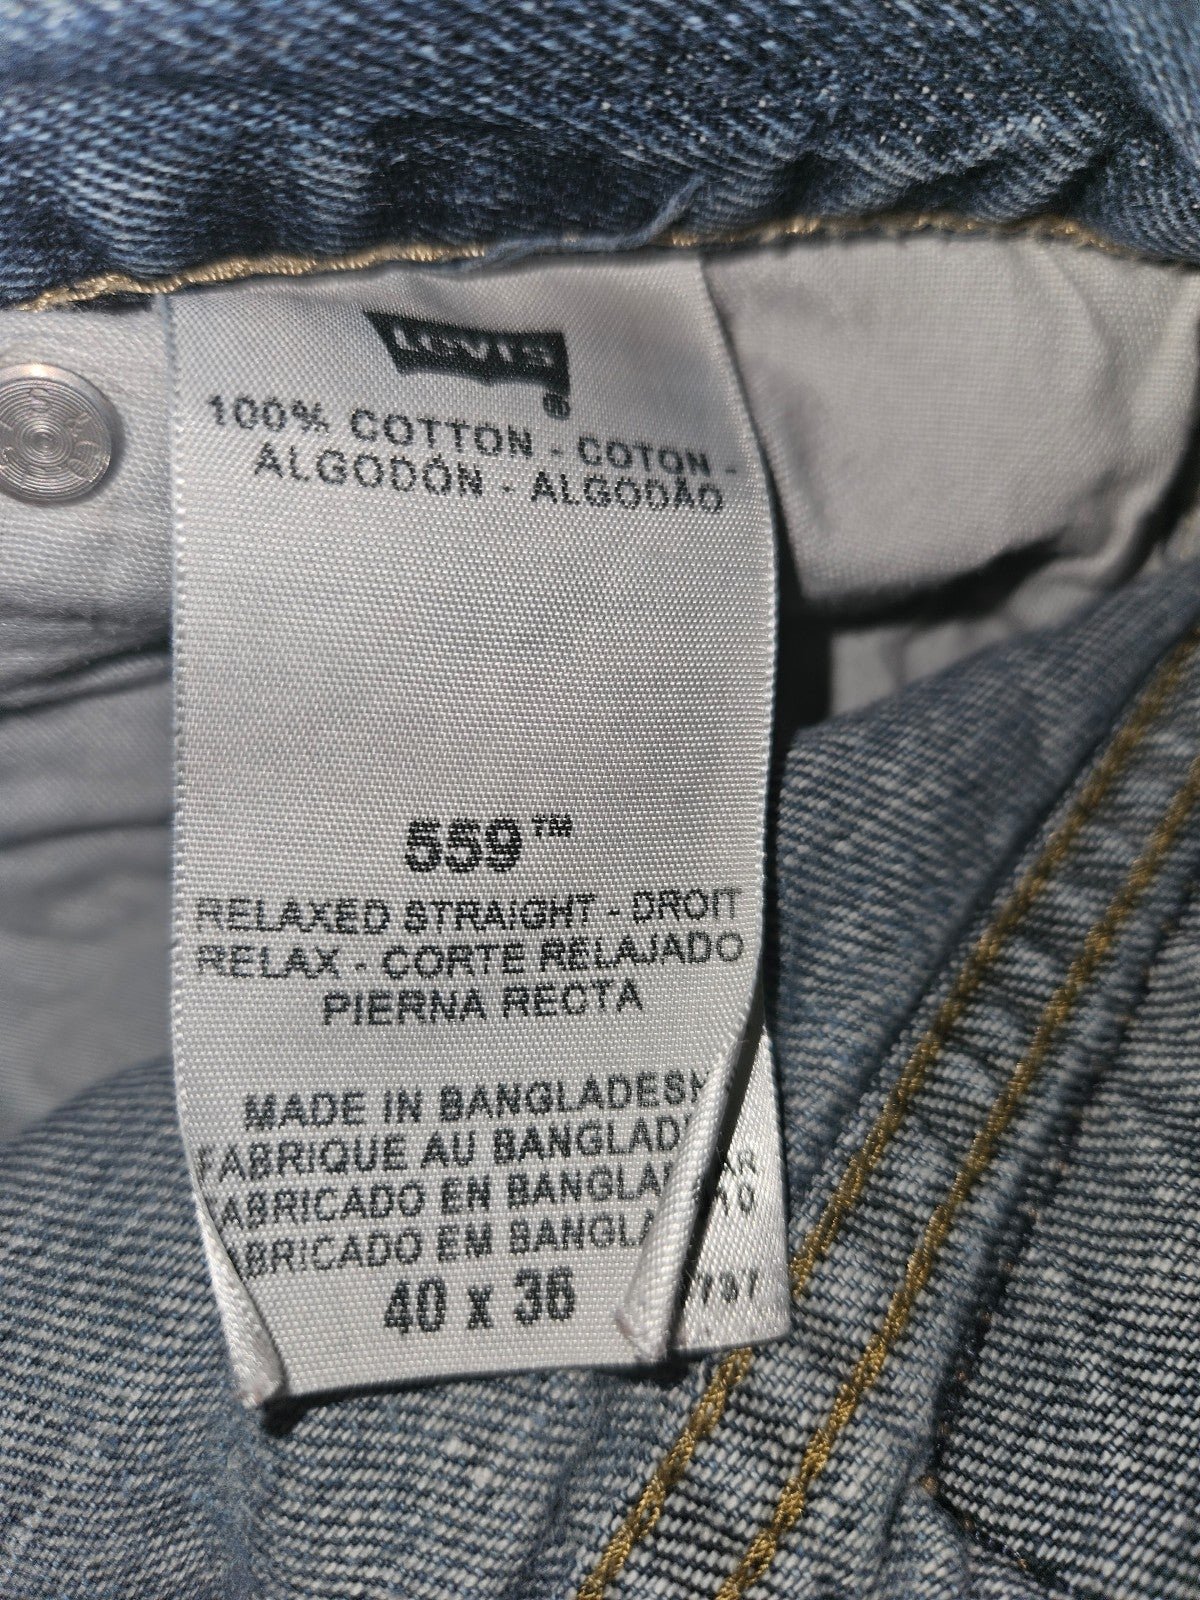 Levi's
®
100% COTTON - COTON -
ALGODÓN - ALGODÃO
559™
RELAXED STRAIGHT - DROIT
RELAX - CORTE RELAJADO
PIERNA RECTA
MADE IN BANGLADESH
FABRIQUE AU BANGLAD
FABRICADO EN BANGLA
FABRICADO EM BANGLA
40 x 36